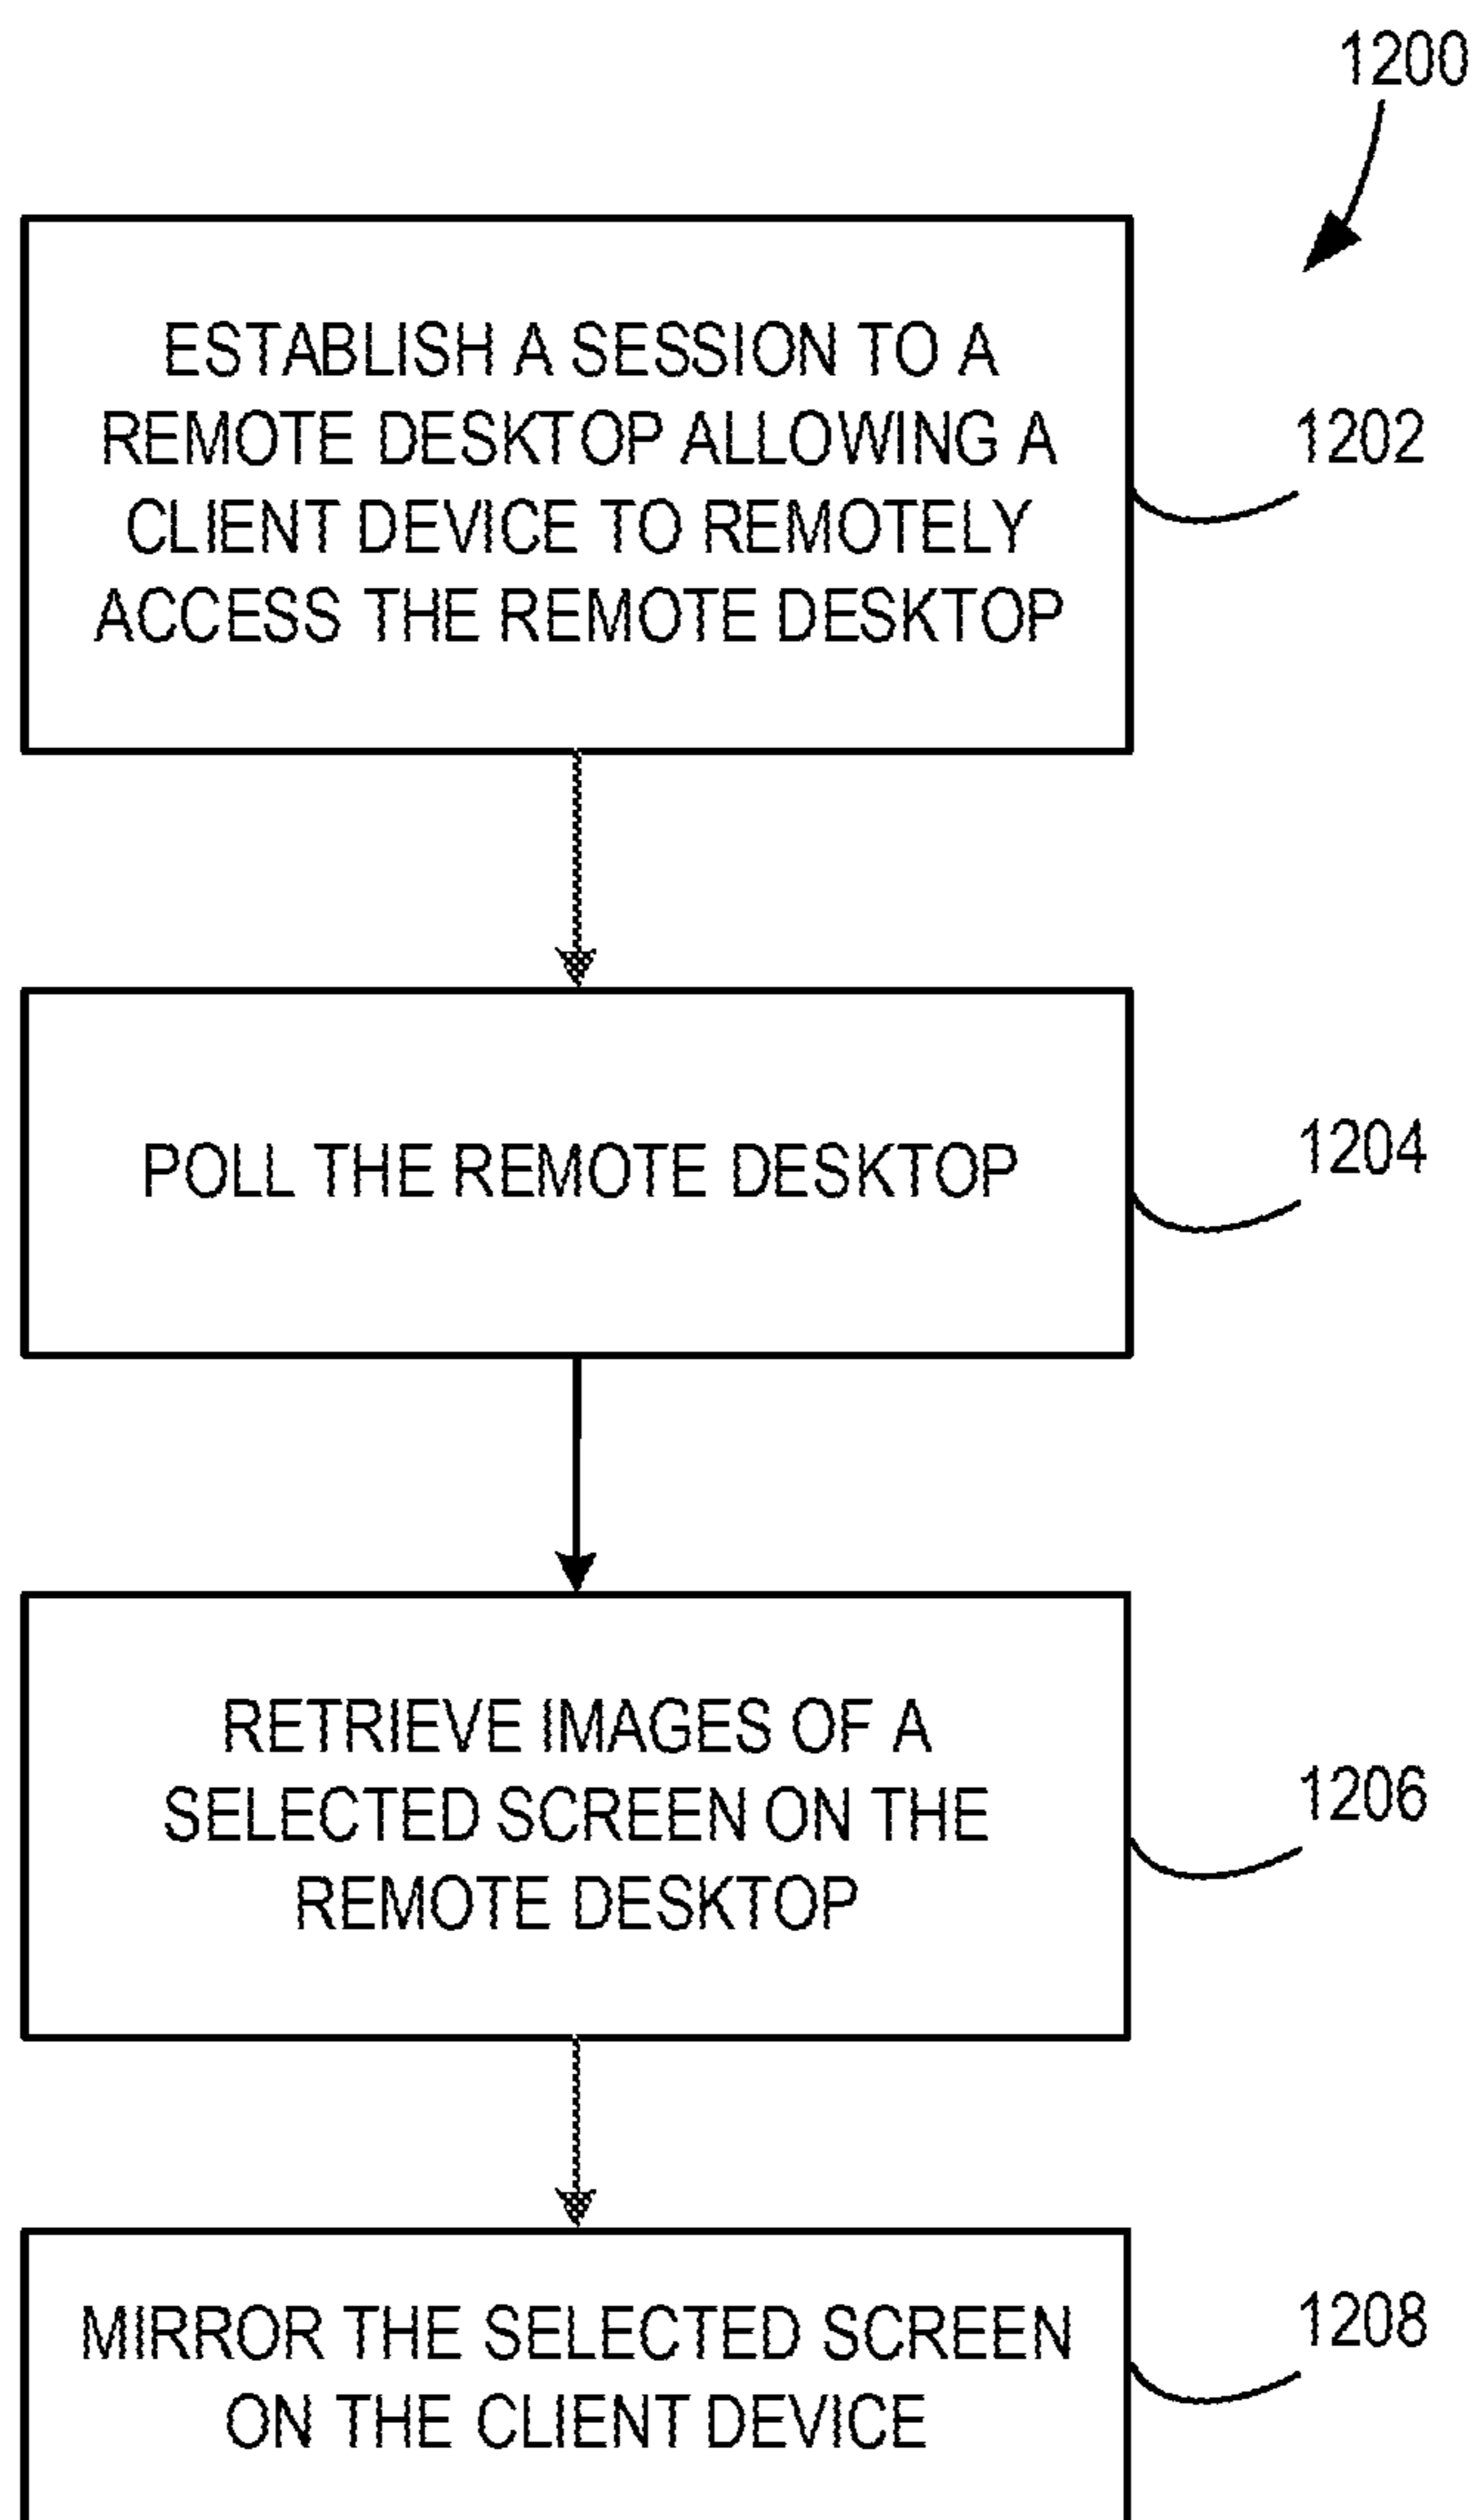 1200
ESTABLISH A SESSION TO A
REMOTE DESKTOP ALLOWING A
CLIENT DEVICE TO REMOTELY
ACCESS THE REMOTE DESKTOP
1202
POLL THE REMOTE DESKTOP
1204
RETRIEVE IMAGES OF A
SELECTED SCREEN ON THE
REMOTE DESKTOP
1206
MIRROR THE SELECTED SCREEN
ON THE CLIENT DEVICE
1208